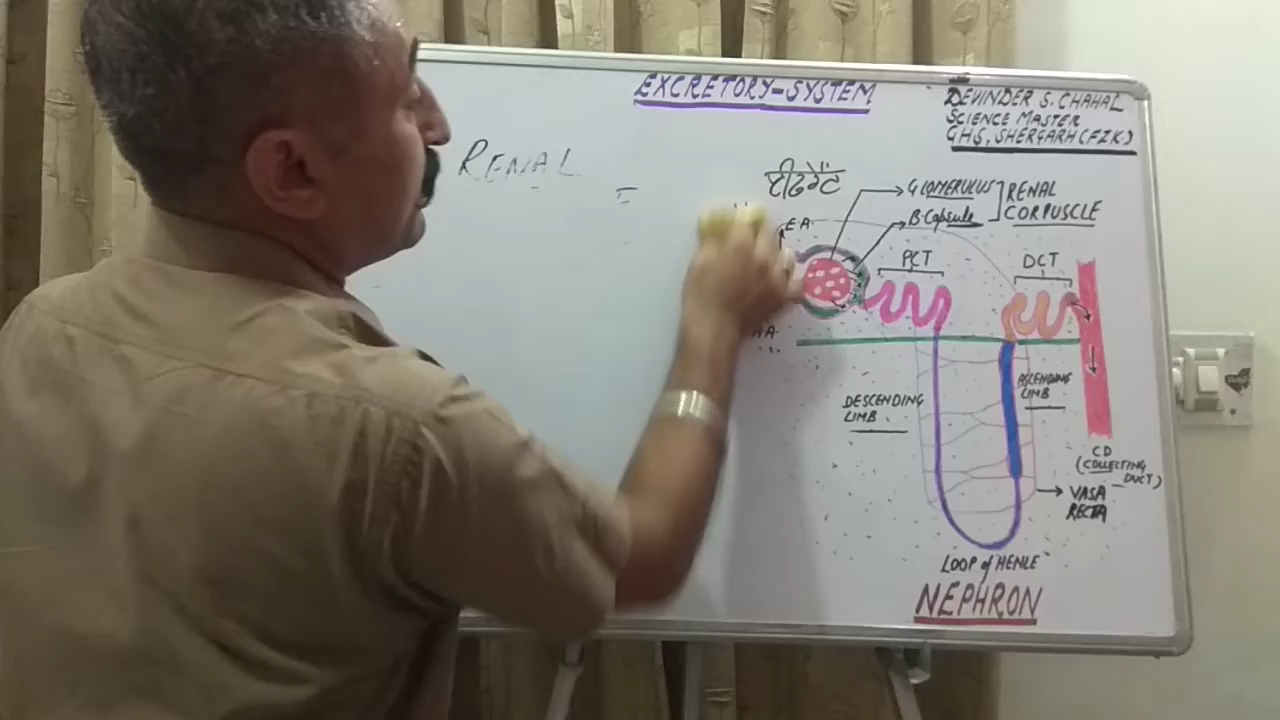 EXCRETORY-SYSTEM
DEVINDER S. CHAHAL
SCIENCE MASTER
GHS, SHERGARH (FZK.)
RENAL
GLOMERULUS
B. Capsule
RENAL
CORPUSCLE
E.A.
PCT
DCT
A.
DESCENDING
LIMB
ASCENDING
LIMB
CD
(COLLECTING
DUCT)
VASA
RECTA
LOOP of HENLE
NEPHRON